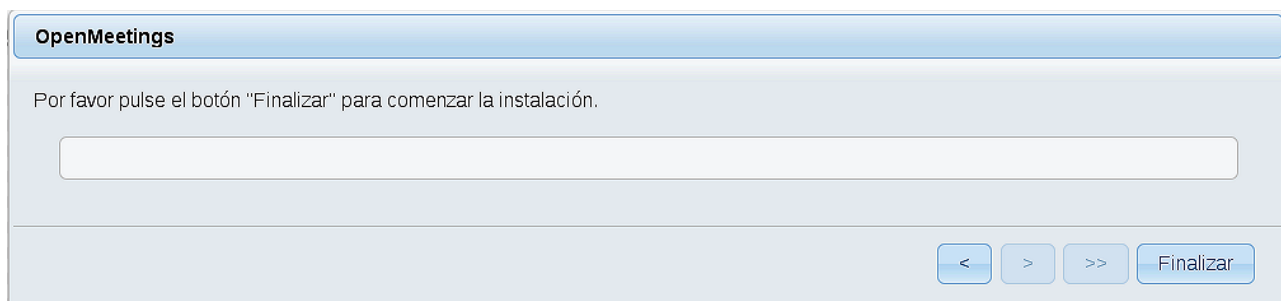 OpenMeetings
Por favor pulse el botón "Finalizar" para comenzar la instalación.
< > >> Finalizar